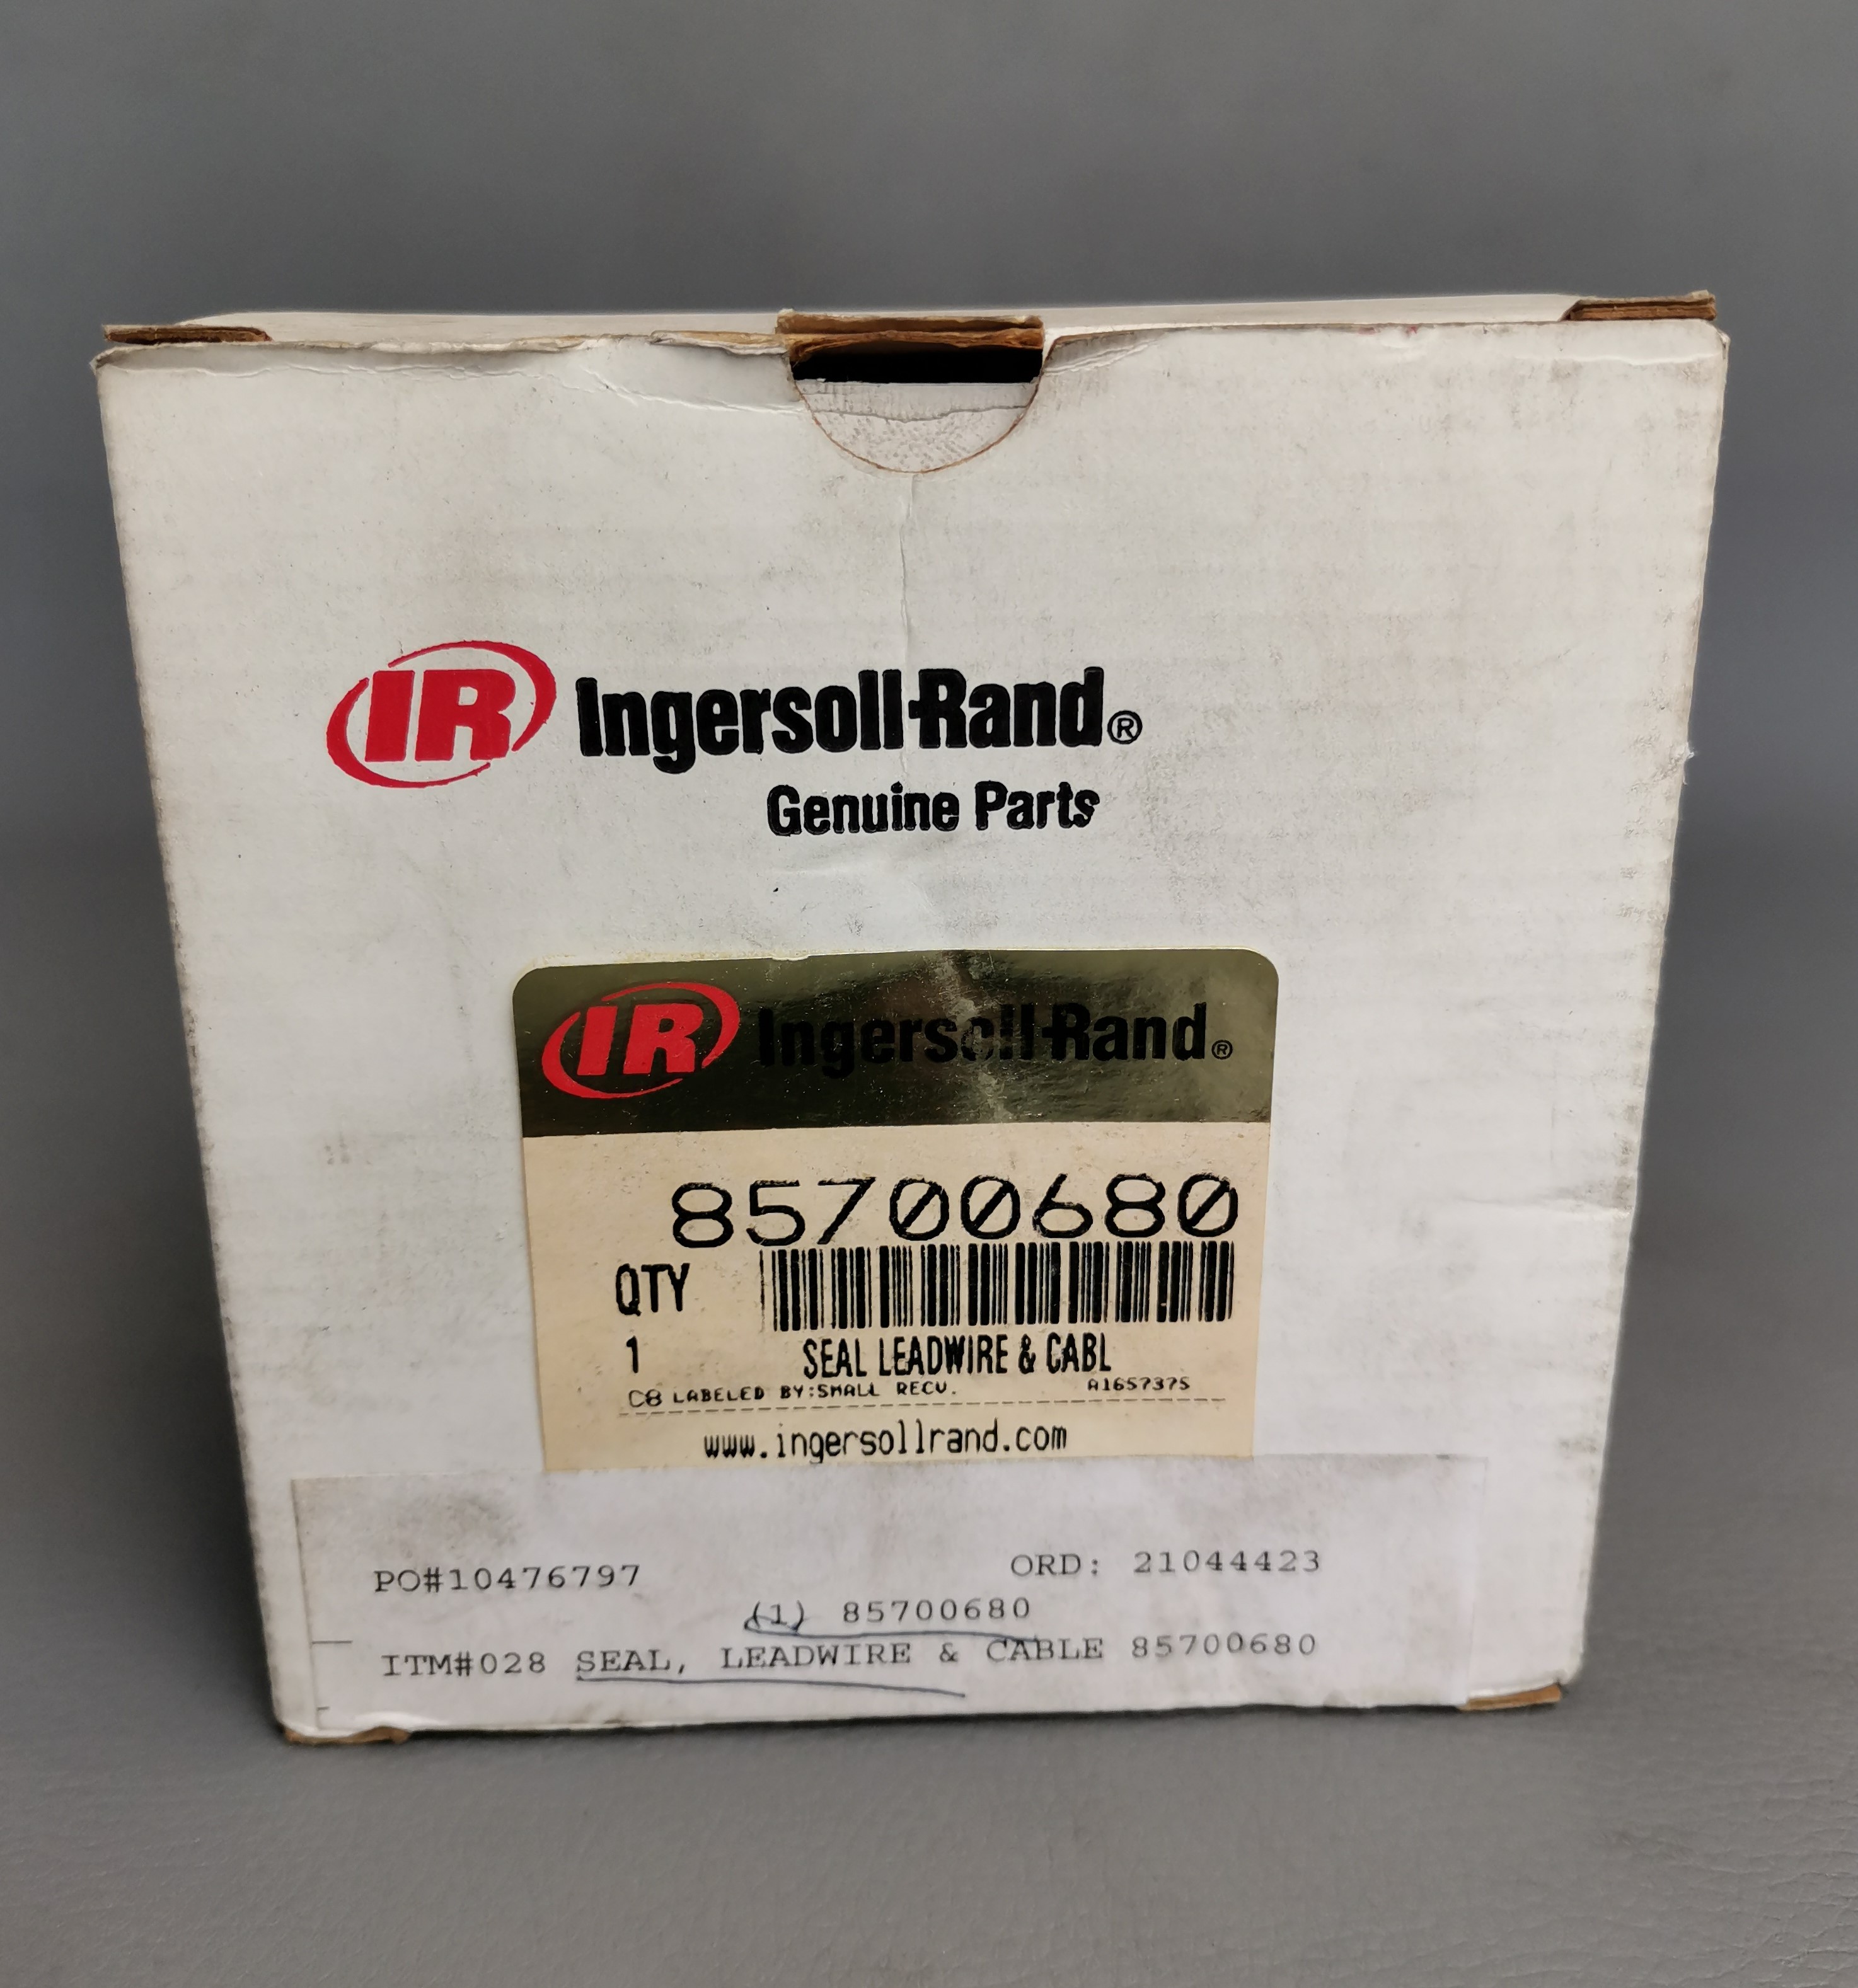 IR Ingersoll-Rand®
Genuine Parts
IR Ingersoll-Rand®
85700680
QTY
1 SEAL LEADWIRE & CABL
C8 LABELED BY:SMALL RECV. A1657375
www.ingersollrand.com
PO#10476797 ORD: 21044423
(1) 85700680
ITM#028 SEAL, LEADWIRE & CABLE 85700680